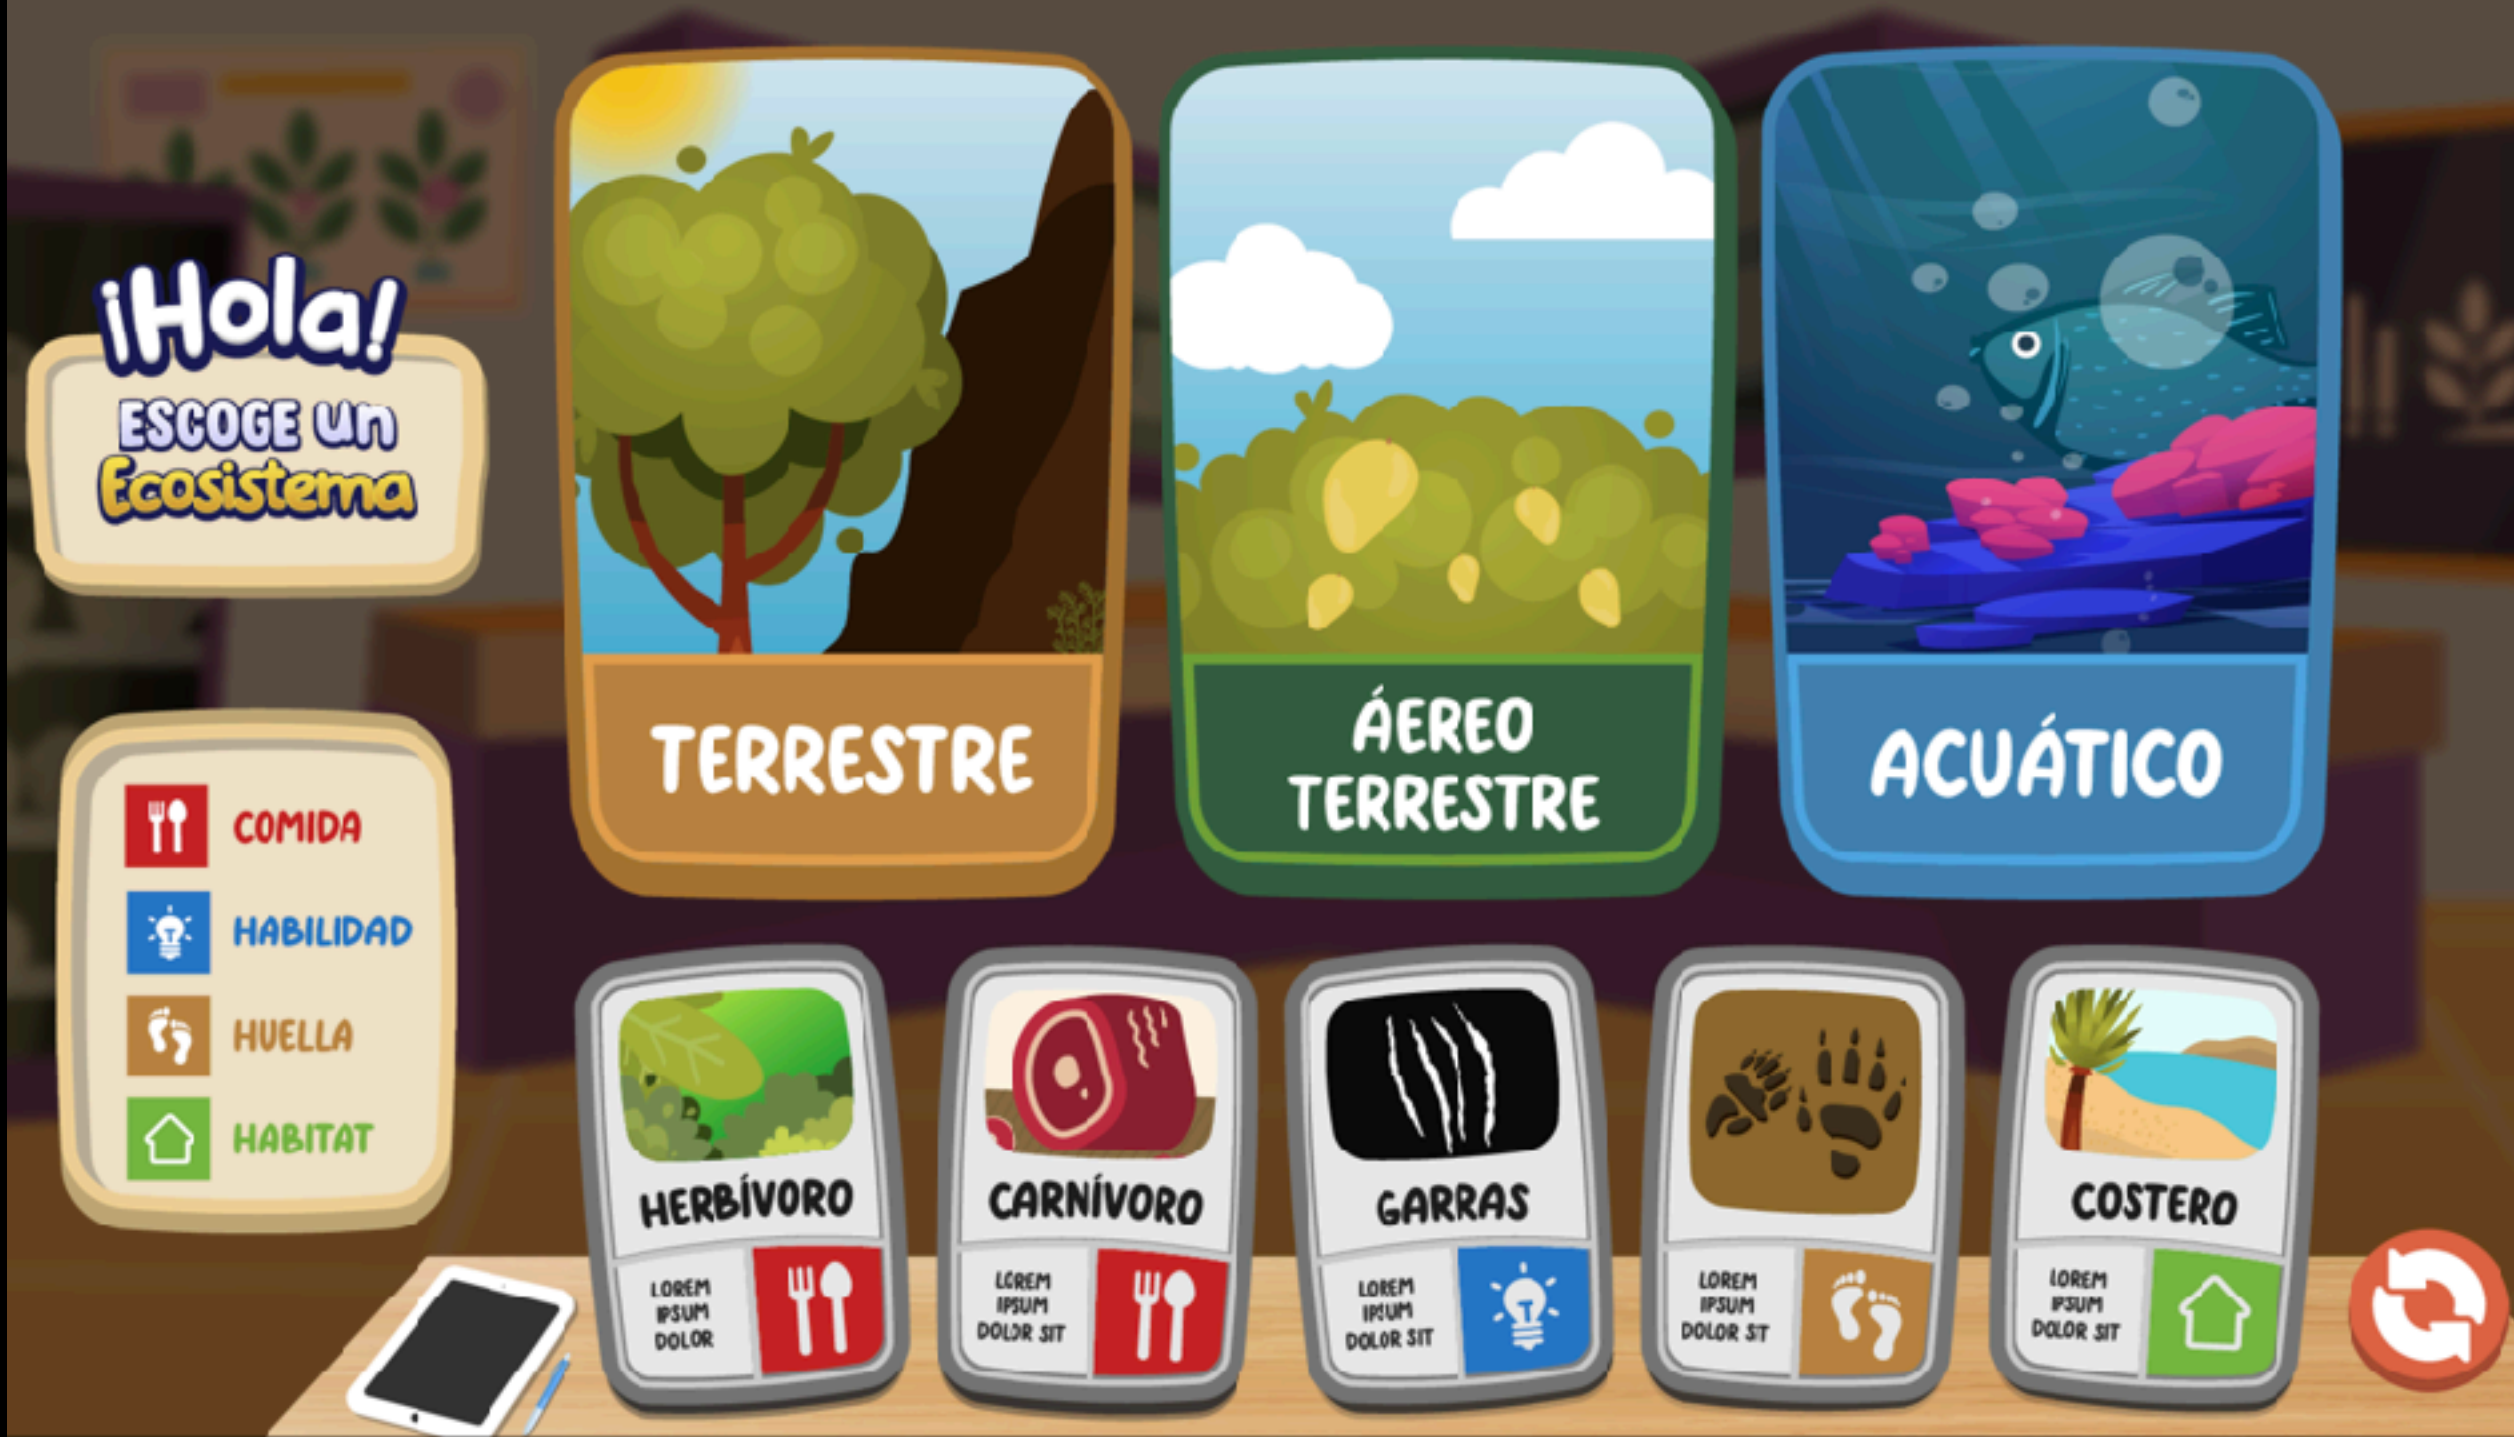 ¡Hola!
ESCOGE un
Ecosistema
COMIDA
HABILIDAD
HUELLA
HABITAT
TERRESTRE
ÁEREO
TERRESTRE
ACUÁTICO
HERBÍVORO
LOREM
IPSUM
DOLOR
CARNÍVORO
LOREM
IPSUM
DOLOR SIT
GARRAS
LOREM
IPSUM
DOLOR SIT
LOREM
IPSUM
DOLOR SIT
COSTERO
LOREM
IPSUM
DOLOR SIT